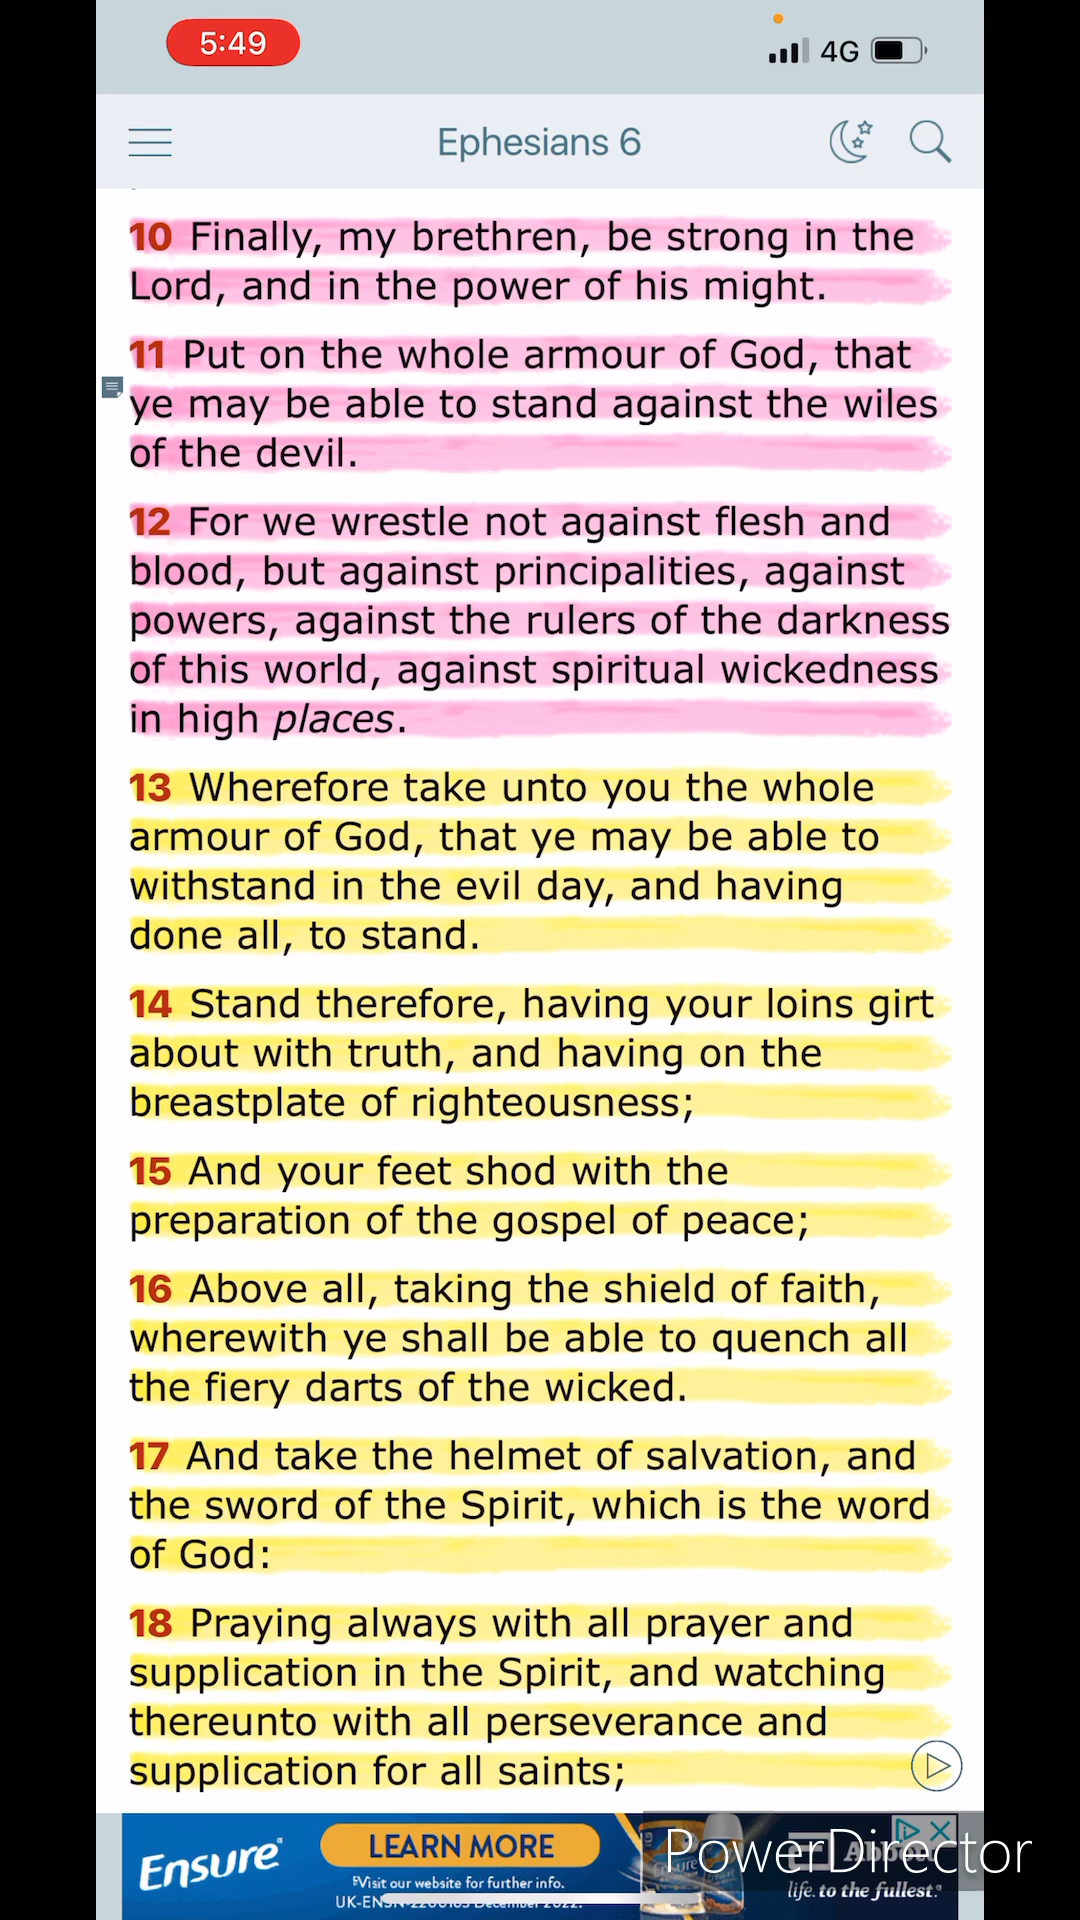 5:49
4G
Ephesians 6
10 Finally, my brethren, be strong in the
Lord, and in the power of his might.
11 Put on the whole armour of God, that
ye may be able to stand against the wiles
of the devil.
12 For we wrestle not against flesh and
blood, but against principalities, against
powers, against the rulers of the darkness
of this world, against spiritual wickedness
in high places.
13 Wherefore take unto you the whole
armour of God, that ye may be able to
withstand in the evil day, and having
done all, to stand.
14 Stand therefore, having your loins girt
about with truth, and having on the
breastplate of righteousness;
15 And your feet shod with the
preparation of the gospel of peace;
16 Above all, taking the shield of faith,
wherewith ye shall be able to quench all
the fiery darts of the wicked.
17 And take the helmet of salvation, and
the sword of the Spirit, which is the word
of God:
18 Praying always with all prayer and
supplication in the Spirit, and watching
thereunto with all perseverance and
supplication for all saints;
Ensure®
LEARN MORE
Visit our website for further info.
December 2022.
PowerDirector
Abbott
life. to the fullest.®